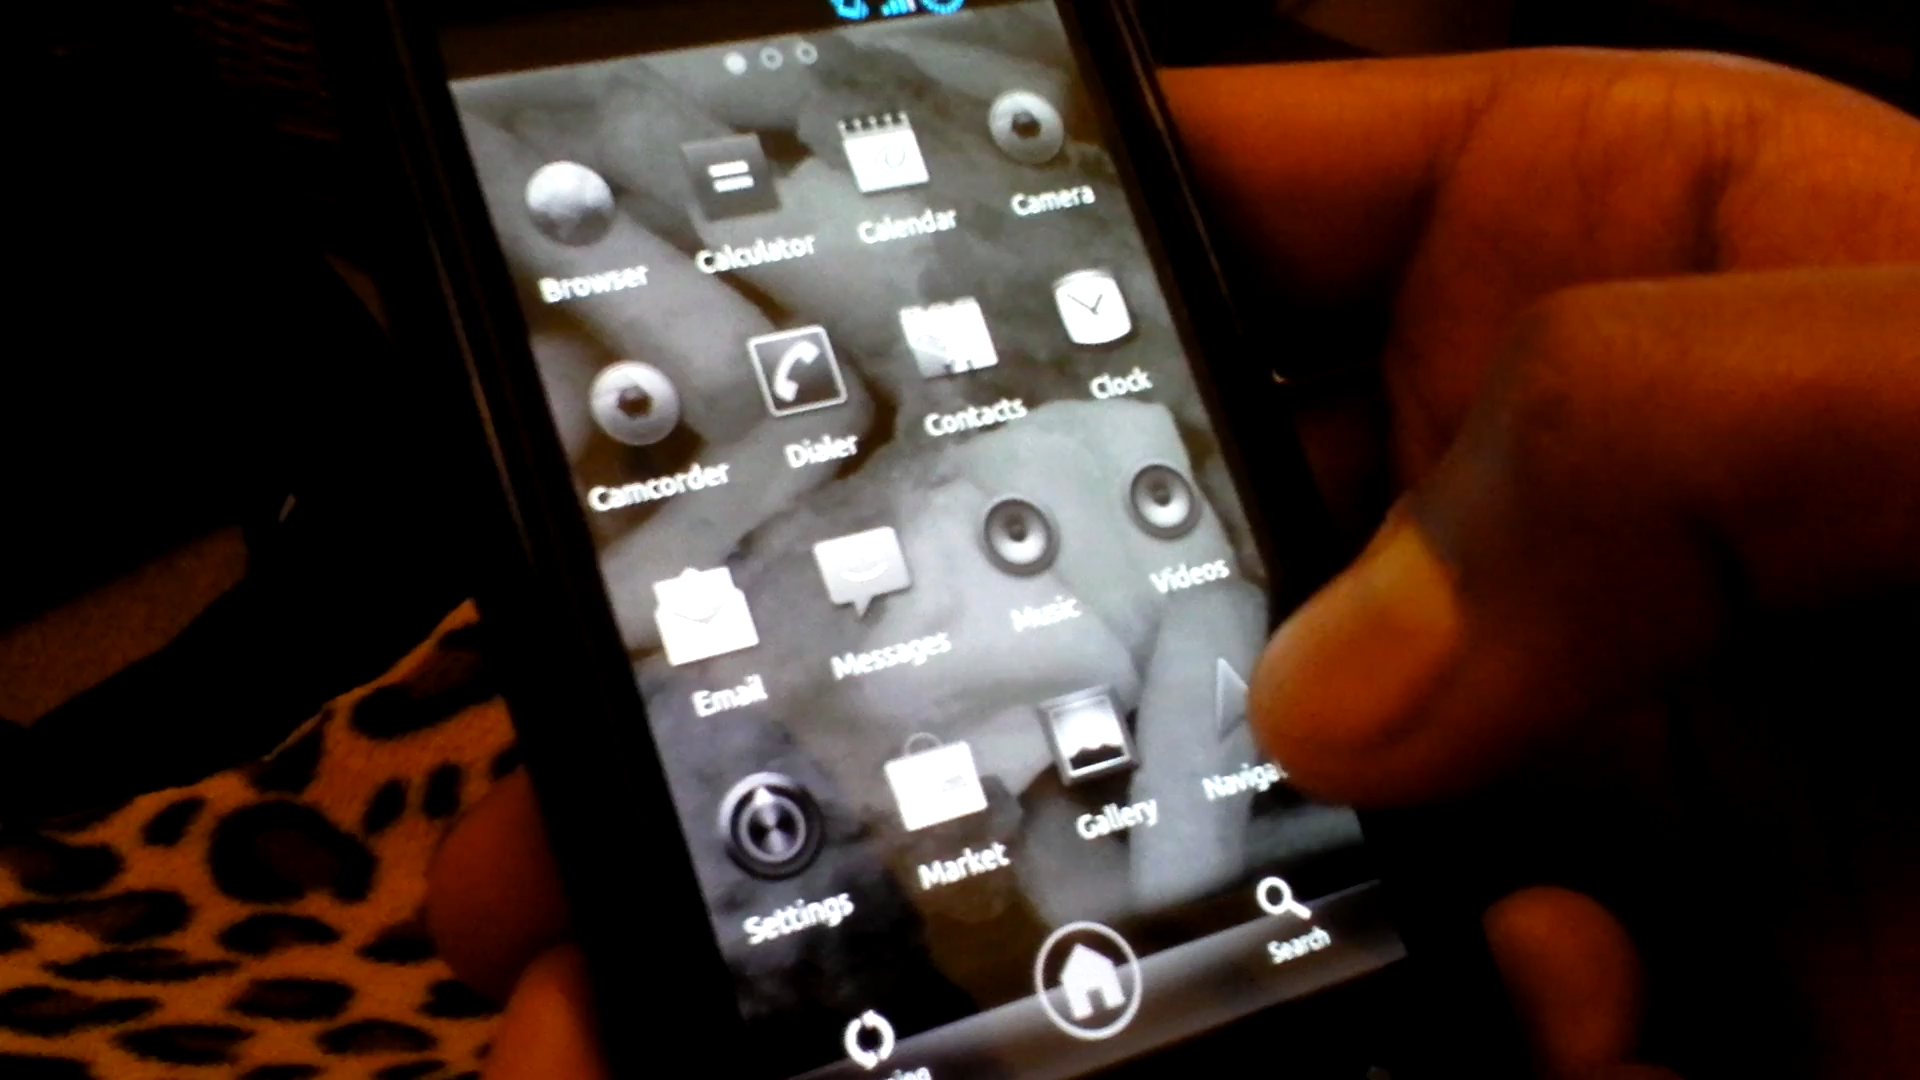 Browser Calculator Calendar Camera
Camcorder Dialer Contacts Clock
Email Messages Music Videos
Settings Market Gallery
Search